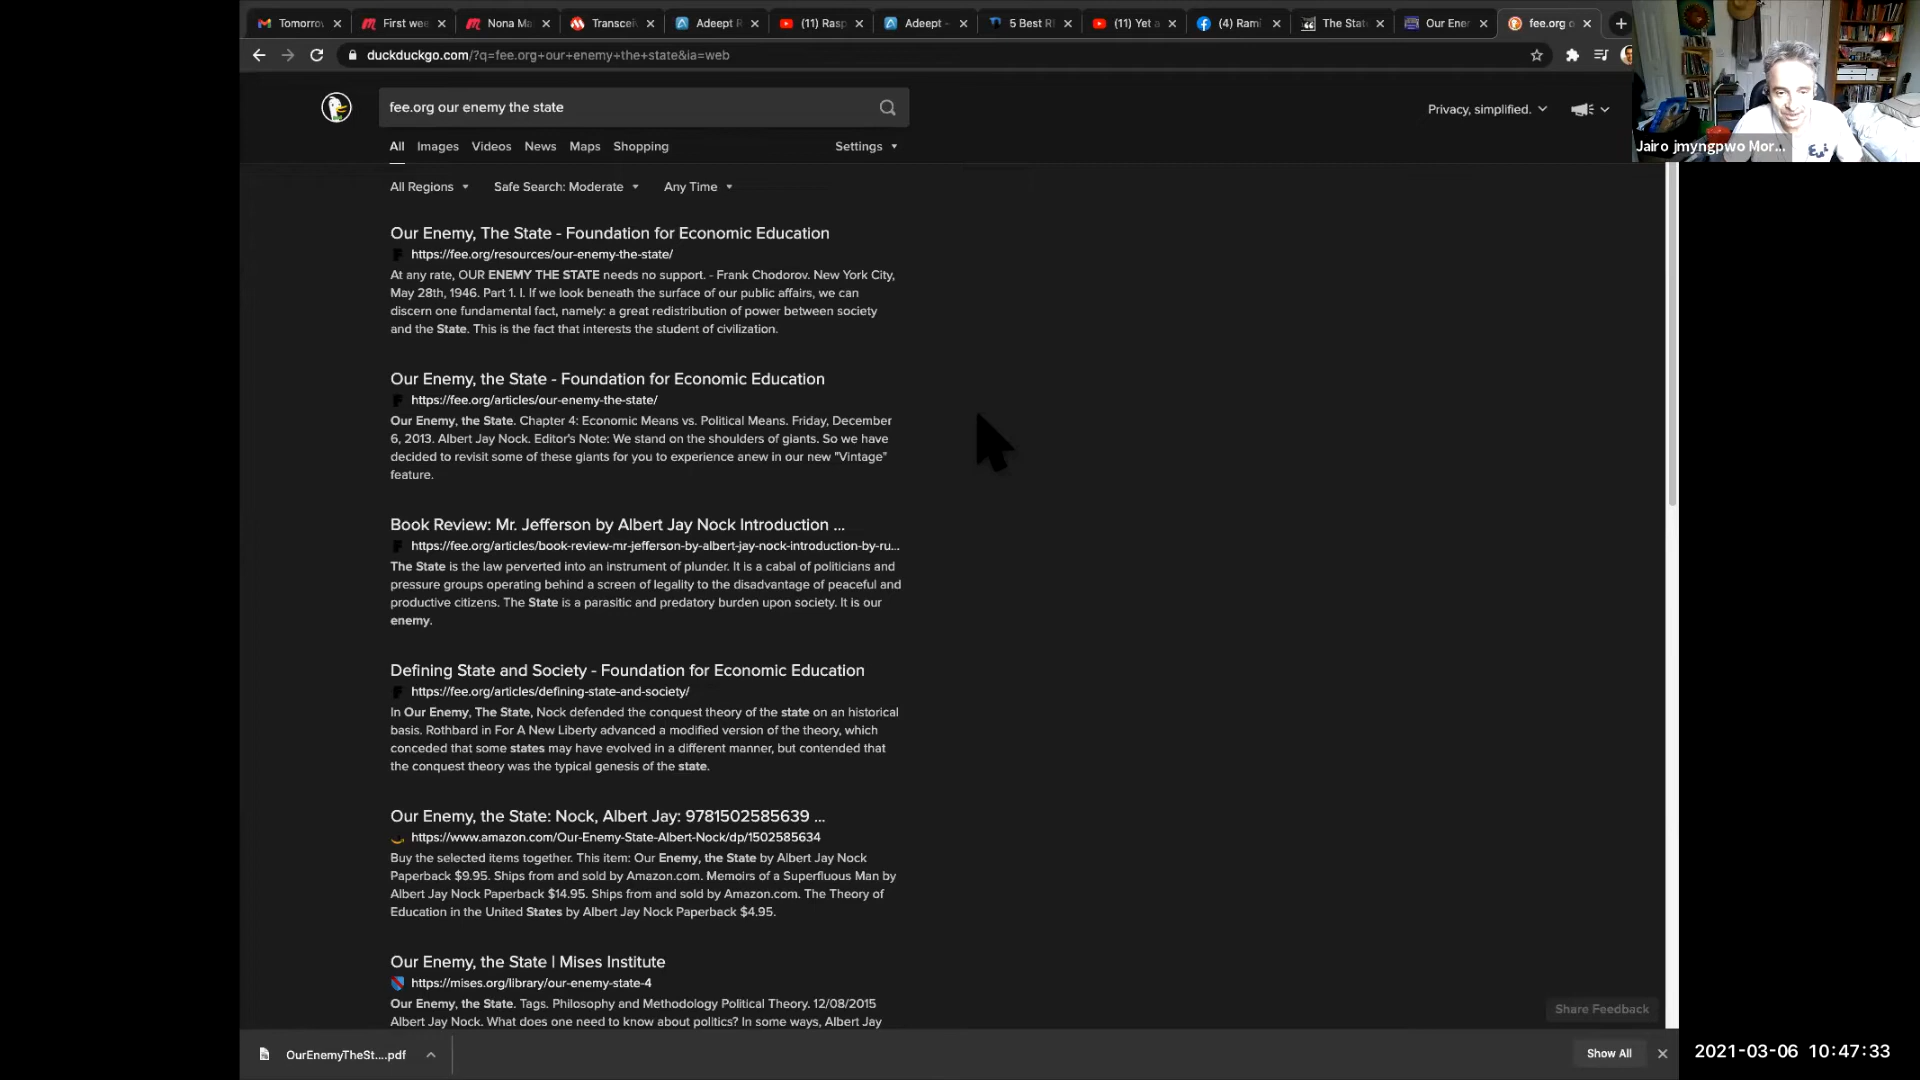 Tomorrow
First wee
Nona Ma
Transcei
Adeept R
(11) Rasp
Adeept -
5 Best R
(11) Yet a
(4) Rami
The Stat
Our Ener
fee.org o
duckduckgo.com/?q=fee.org+our+enemy+the+state&ia=web
fee.org our enemy the state
Privacy, simplified.
Jairo jmyngpwo Mor...
All Images Videos News Maps Shopping Settings
All Regions Safe Search: Moderate Any Time
Our Enemy, The State - Foundation for Economic Education
https://fee.org/resources/our-enemy-the-state/
At any rate, OUR ENEMY THE STATE needs no support. - Frank Chodorov. New York City,
May 28th, 1946. Part 1. I. If we look beneath the surface of our public affairs, we can
discern one fundamental fact, namely: a great redistribution of power between society
and the State. This is the fact that interests the student of civilization.
Our Enemy, the State - Foundation for Economic Education
https://fee.org/articles/our-enemy-the-state/
Our Enemy, the State. Chapter 4: Economic Means vs. Political Means. Friday, December
6, 2013. Albert Jay Nock. Editor's Note: We stand on the shoulders of giants. So we have
decided to revisit some of these giants for you to experience anew in our new "Vintage"
feature.
Book Review: Mr. Jefferson by Albert Jay Nock Introduction ...
https://fee.org/articles/book-review-mr-jefferson-by-albert-jay-nock-introduction-by-ru...
The State is the law perverted into an instrument of plunder. It is a cabal of politicians and
pressure groups operating behind a screen of legality to the disadvantage of peaceful and
productive citizens. The State is a parasitic and predatory burden upon society. It is our
enemy.
Defining State and Society - Foundation for Economic Education
https://fee.org/articles/defining-state-and-society/
In Our Enemy, The State, Nock defended the conquest theory of the state on an historical
basis. Rothbard in For A New Liberty advanced a modified version of the theory, which
conceded that some states may have evolved in a different manner, but contended that
the conquest theory was the typical genesis of the state.
Our Enemy, the State: Nock, Albert Jay: 9781502585639 ...
https://www.amazon.com/Our-Enemy-State-Albert-Nock/dp/1502585634
Buy the selected items together. This item: Our Enemy, the State by Albert Jay Nock
Paperback $9.95. Ships from and sold by Amazon.com. Memoirs of a Superfluous Man by
Albert Jay Nock Paperback $14.95. Ships from and sold by Amazon.com. The Theory of
Education in the United States by Albert Jay Nock Paperback $4.95.
Our Enemy, the State | Mises Institute
https://mises.org/library/our-enemy-state-4
Our Enemy, the State. Tags. Philosophy and Methodology Political Theory. 12/08/2015
Albert Jay Nock. What does one need to know about politics? In some ways, Albert Jay
Share Feedback
OurEnemyTheSt....pdf
Show All
2021-03-06 10:47:33